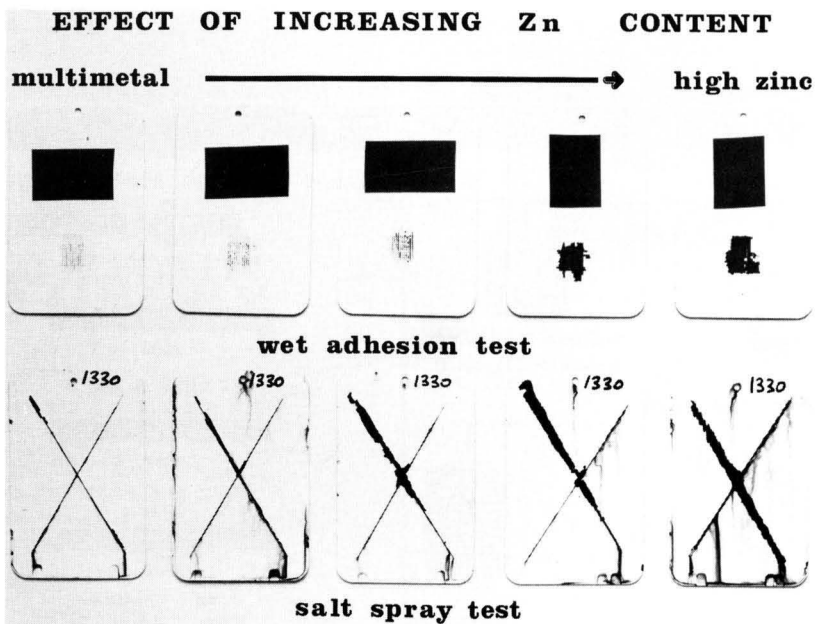 EFFECT OF INCREASING Zn CONTENT
multimetal high zinc
wet adhesion test
1330 1330 1330 1330 1330
salt spray test